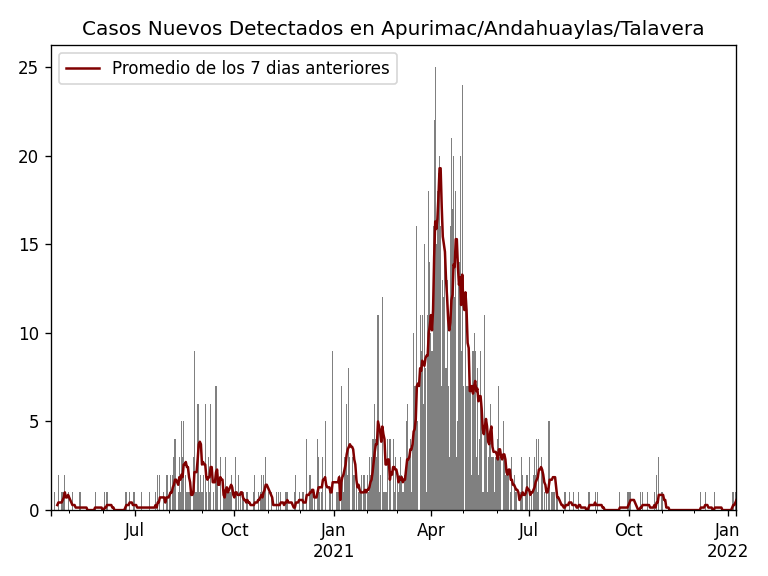 Casos Nuevos Detectados en Apurimac/Andahuaylas/Talavera
Promedio de los 7 dias anteriores
25
20
15
10
5
0
Jul Oct Jan Apr Jul Oct Jan
2021 2022